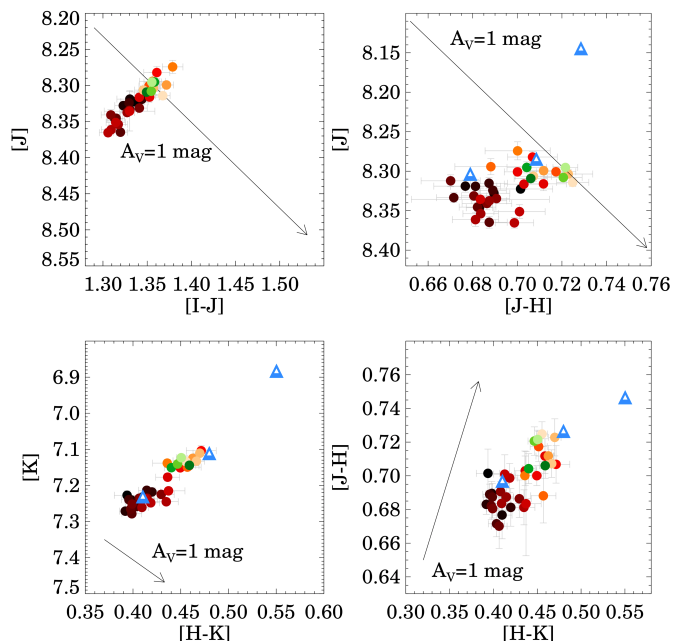 8.20
8.25
8.30
8.35
8.40
8.45
8.50
8.55
[J]
A_V=1 mag
1.30 1.35 1.40 1.45 1.50
[I-J]
8.15
8.20
8.25
8.30
8.35
8.40
[J]
A_V=1 mag
0.66 0.68 0.70 0.72 0.74 0.76
[J-H]
6.9
7.0
7.1
7.2
7.3
7.4
7.5
[K]
A_V=1 mag
0.35 0.40 0.45 0.50 0.55 0.60
[H-K]
0.76
0.74
0.72
0.70
0.68
0.66
0.64
[J-H]
A_V=1 mag
0.30 0.35 0.40 0.45 0.50 0.55
[H-K]